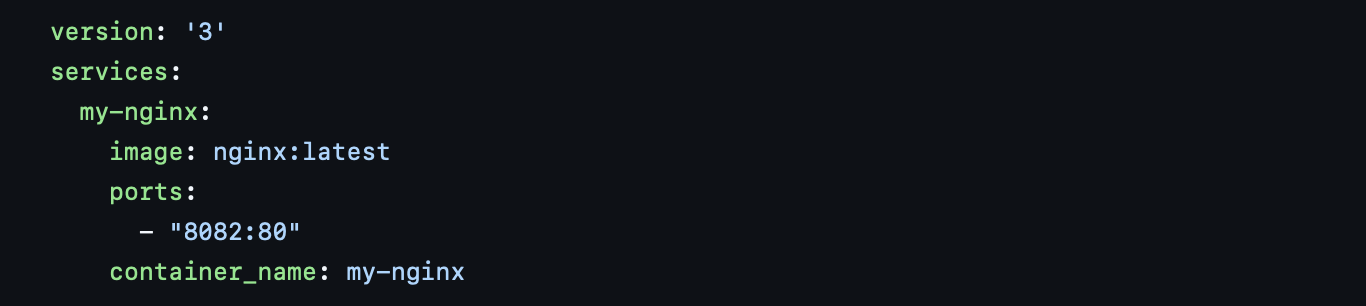 version: '3'
services:
  my-nginx:
    image: nginx:latest
    ports:
      - "8082:80"
    container_name: my-nginx